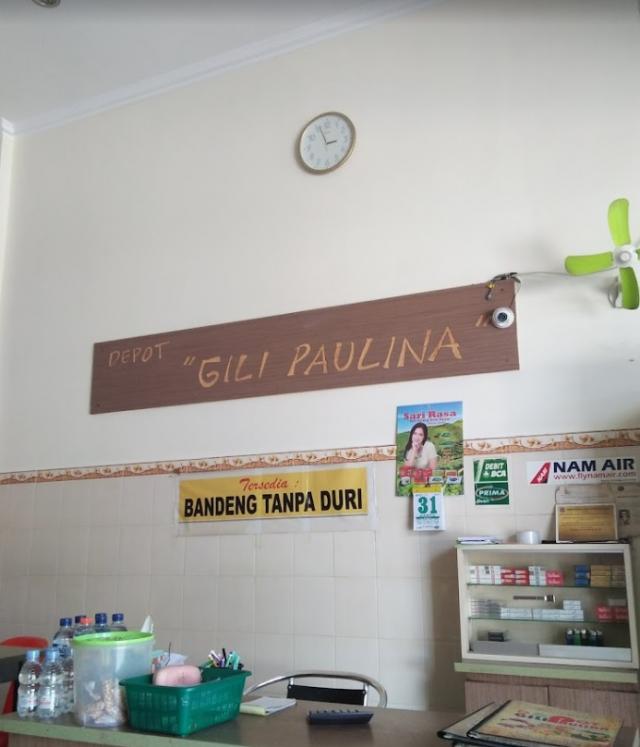 DEPOT "GILI PAULINA"
Sari Rasa
Tersedia :
BANDENG TANPA DURI
31
DEBIT
BCA
PRIMA
NAM AIR
www.flynamair.com